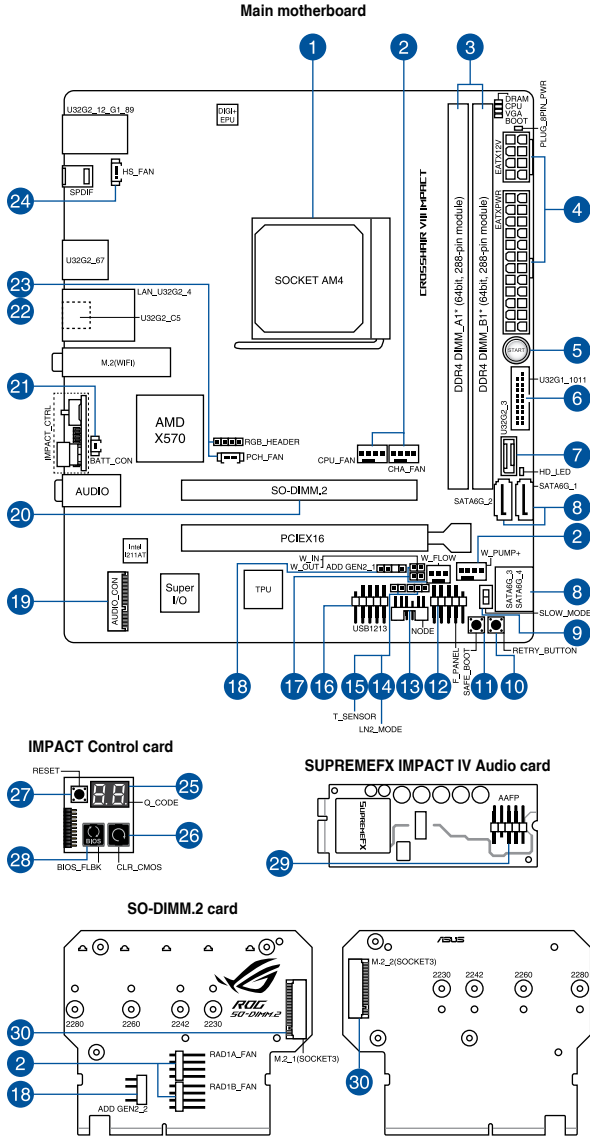 Main motherboard
1
2
3
U32G2_12_G1_89
DIGI+
EPU
DRAM
CPU
VGA
BOOT
PLUG_8PIN_PWR
HS_FAN
EATX12V
24
SPDIF
4
CROSSHAIR VIII IMPACT
DDR4 DIMM_A1* (64bit, 288-pin module)
DDR4 DIMM_B1* (64bit, 288-pin module)
EATXPWR
U32G2_67
23
SOCKET AM4
22
LAN_U32G2_4
U32G2_C5
START
5
M.2(WIFI)
U32G1_1011
6
21
IMPACT_CTRL
AMD
X570
U32G2_3
BATT_CON
RGB_HEADER
PCH_FAN
CPU_FAN
CHA_FAN
7
HD_LED
AUDIO
SATA6G_2
SATA6G_1
8
20
SO-DIMM.2
PCIEX16
2
Intel
I211AT
W_IN
W_OUT
ADD GEN2_1
W_FLOW
W_PUMP+
18
19
AUDIO_CON
Super
I/O
TPU
SATA6G_3
SATA6G_4
8
SLOW_MODE
9
USB1213
NODE
F_PANEL
SAFE_BOOT
RETRY_BUTTON
18
17
16
15
14
13
12
11
10
T_SENSOR
LN2_MODE
IMPACT Control card
RESET
27
25
Q_CODE
26
BIOS
28
BIOS_FLBK
CLR_CMOS
SUPREMEFX IMPACT IV Audio card
SUPREMEFX
AAFP
29
SO-DIMM.2 card
ROG
SO-DIMM.2
2280
2260
2242
2230
30
M.2_1(SOCKET3)
2
RAD1A_FAN
RAD1B_FAN
18
ADD GEN2_2
ASUS
M.2_2(SOCKET3)
2230
2242
2260
2280
30